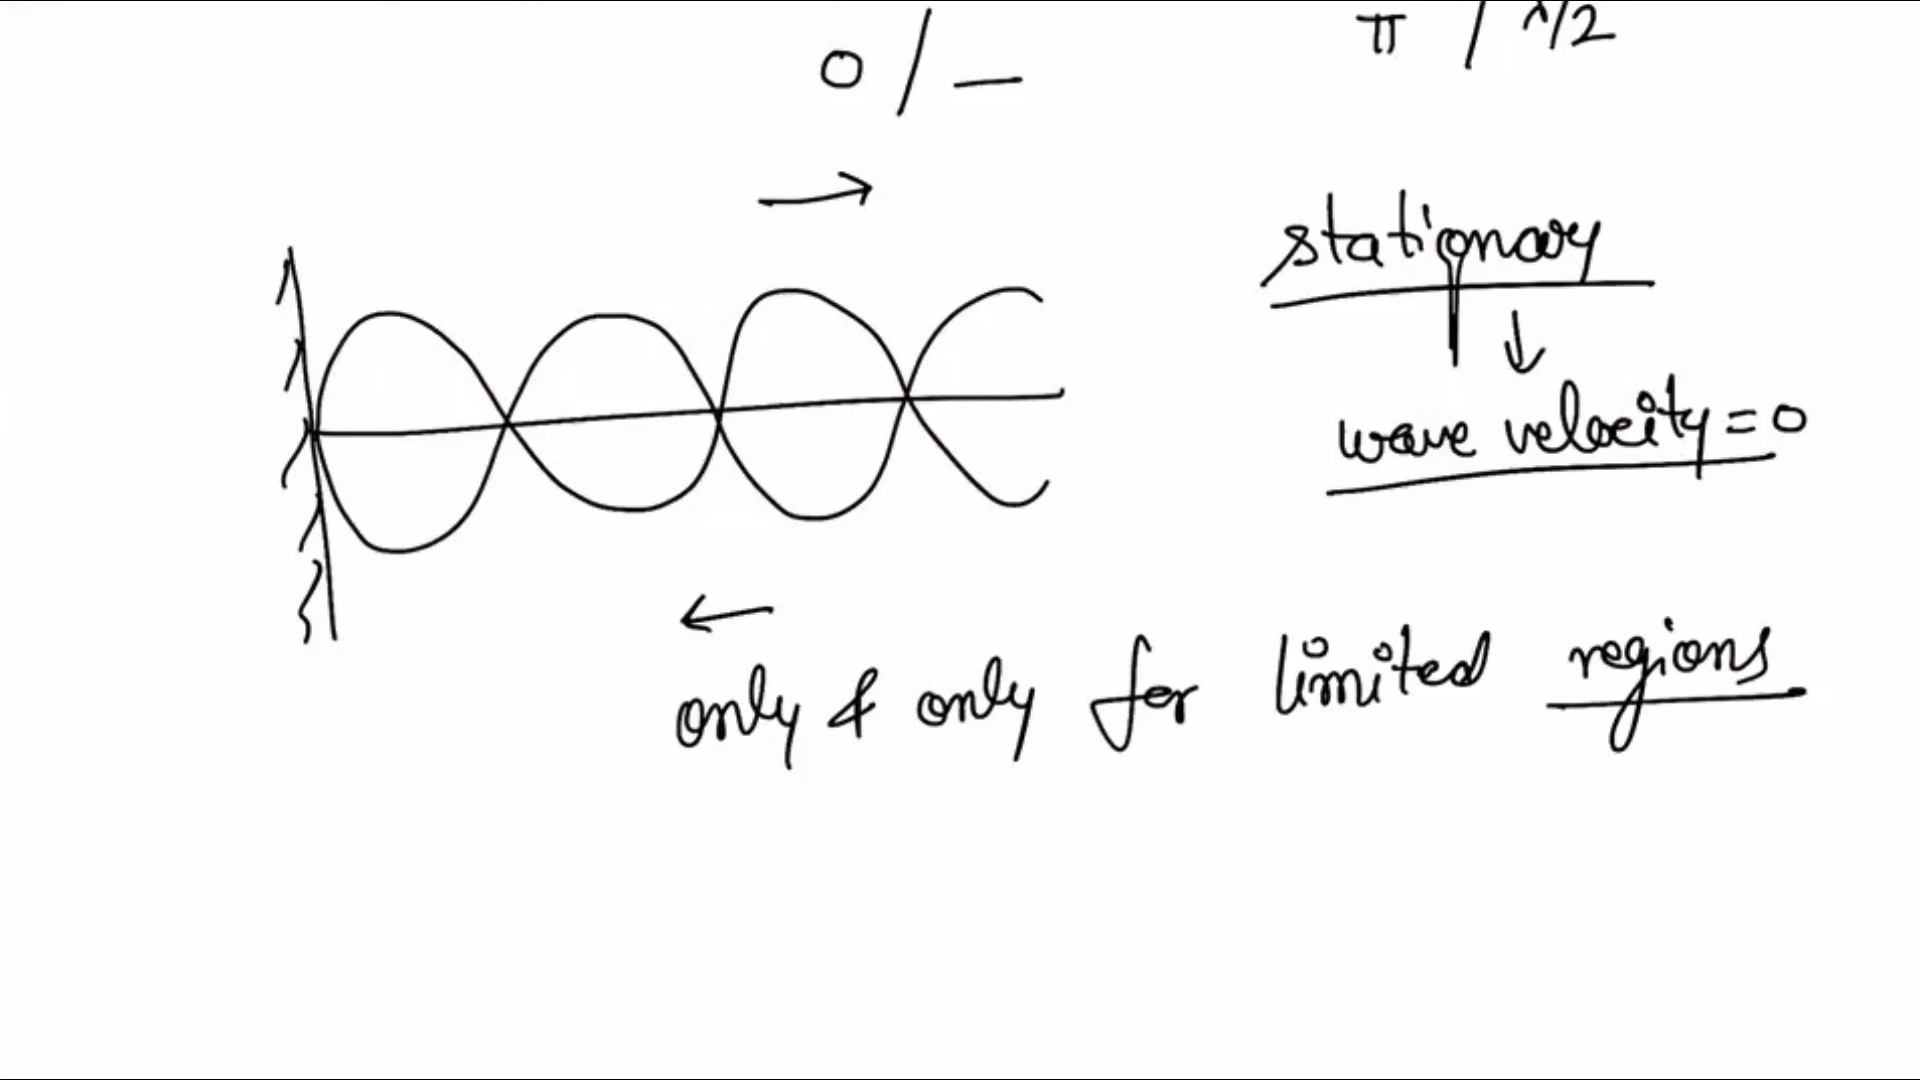 π / λ/2
0 / —
stationary
wave velocity = 0
only & only for limited regions